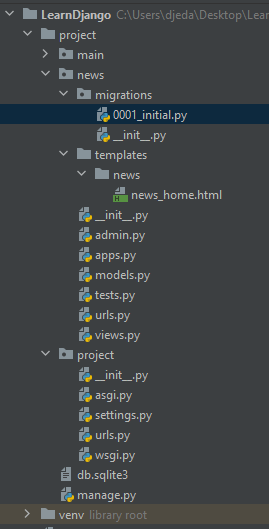 LearnDjango C:\Users\djeda\Desktop\Lear
project
main
news
migrations
0001_initial.py
__init__.py
templates
news
news_home.html
__init__.py
admin.py
apps.py
models.py
tests.py
urls.py
views.py
project
__init__.py
asgi.py
settings.py
urls.py
wsgi.py
db.sqlite3
manage.py
venv library root